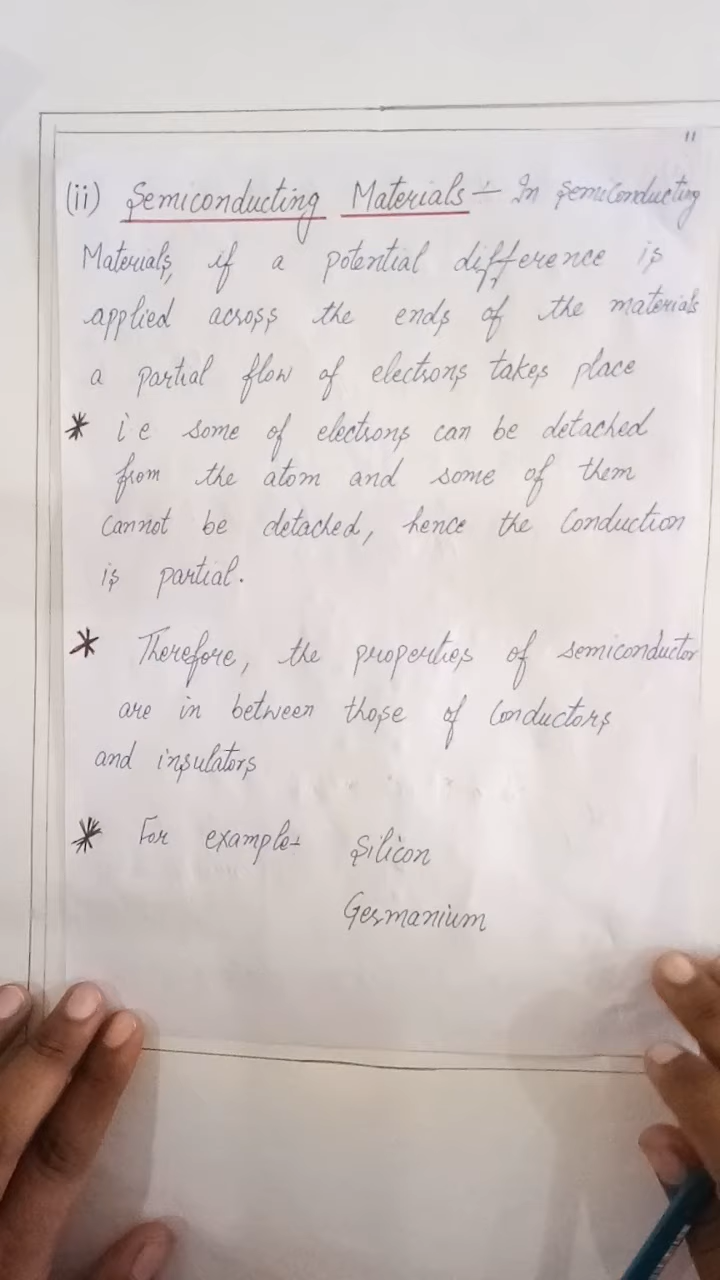 11
(ii) Semiconducting Materials :- In semiconducting
Materials, if a potential difference is
applied across the ends of the materials
a partial flow of electrons takes place
* i e some of electrons can be detached
from the atom and some of them
cannot be detached, hence the conduction
is partial.
* Therefore, the properties of semiconductor
are in between those of conductors
and insulators
* For example:- Silicon
Germanium